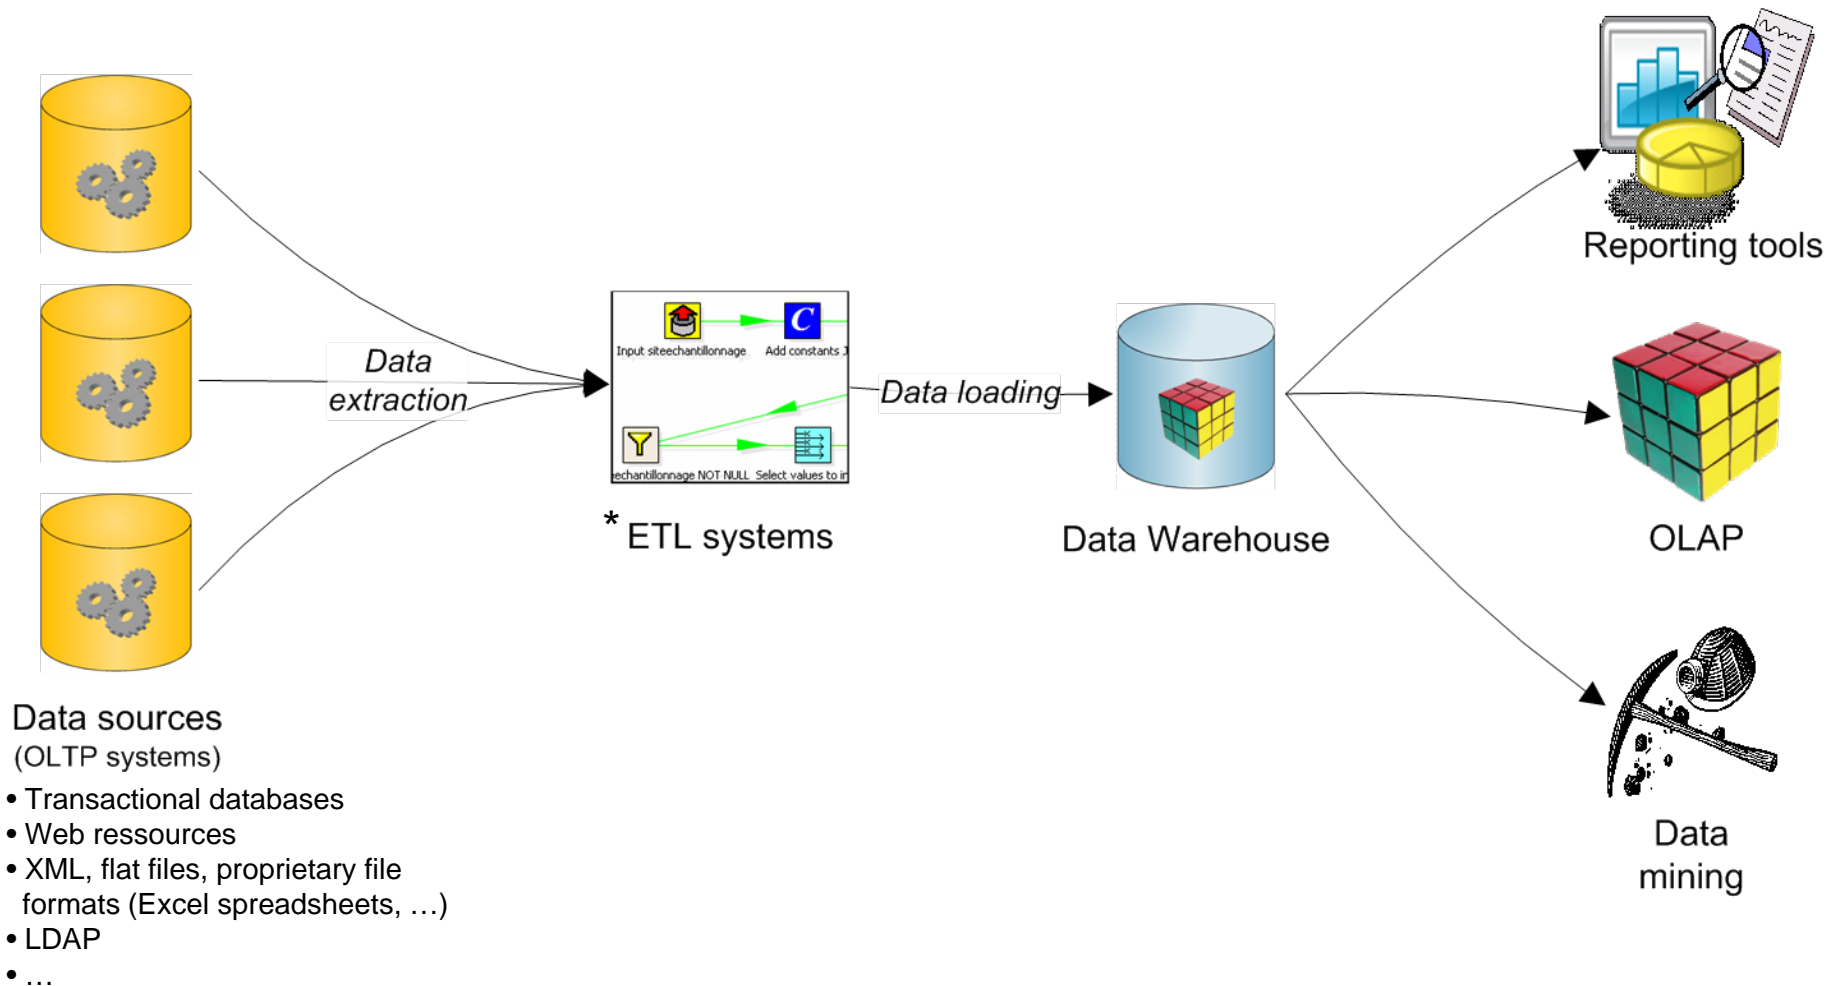 Reporting tools
Data
extraction
Input siteechantillonnage
Add constants J
C
Data loading
echantillonnage NOT NULL
Select values to in
* ETL systems
Data Warehouse
OLAP
Data sources
(OLTP systems)
• Transactional databases
• Web ressources
• XML, flat files, proprietary file
formats (Excel spreadsheets, …)
• LDAP
• ...
Data
mining